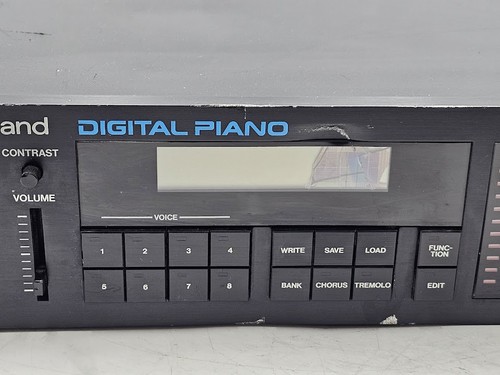 and DIGITAL PIANO
CONTRAST
VOLUME
VOICE
1 2 3 4 WRITE SAVE LOAD FUNC-
TION
5 6 7 8 BANK CHORUS TREMOLO EDIT